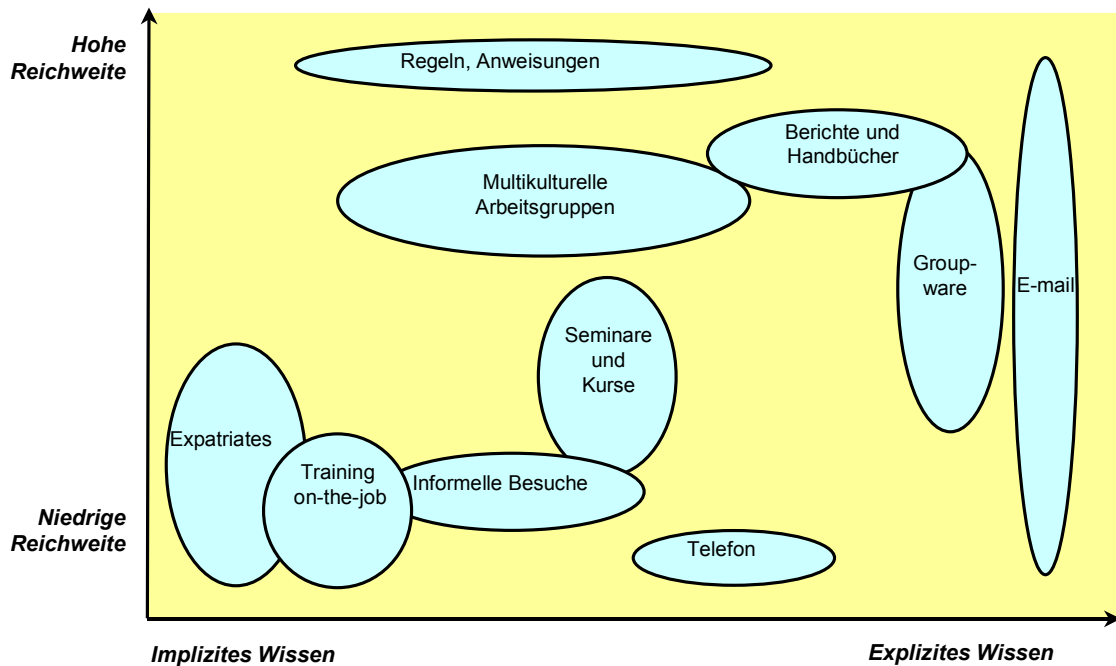 Hohe
Reichweite
Regeln, Anweisungen
Berichte und
Handbücher
Multikulturelle
Arbeitsgruppen
Group-
ware
E-mail
Seminare
und
Kurse
Expatriates
Training
on-the-job
Informelle Besuche
Niedrige
Reichweite
Telefon
Implizites Wissen
Explizites Wissen